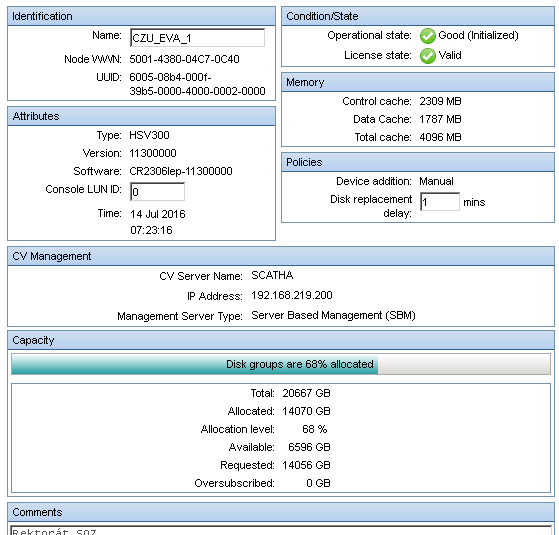 Identification
Name: CZU_EVA_1
Node WWN: 5001-4380-04C7-0C40
UUID: 6005-08b4-000f-
39b5-0000-4000-0002-0000
Attributes
Type: HSV300
Version: 11300000
Software: CR2306lep-11300000
Console LUN ID: 0
Time: 14 Jul 2016
07:23:16
Condition/State
Operational state: Good (Initialized)
License state: Valid
Memory
Control cache: 2309 MB
Data Cache: 1787 MB
Total cache: 4096 MB
Policies
Device addition: Manual
Disk replacement
delay: 1 mins
CV Management
CV Server Name: SCATHA
IP Address: 192.168.219.200
Management Server Type: Server Based Management (SBM)
Capacity
Disk groups are 68% allocated
Total: 20667 GB
Allocated: 14070 GB
Allocation level: 68 %
Available: 6596 GB
Requested: 14056 GB
Oversubscribed: 0 GB
Comments
Rektorát SOZ